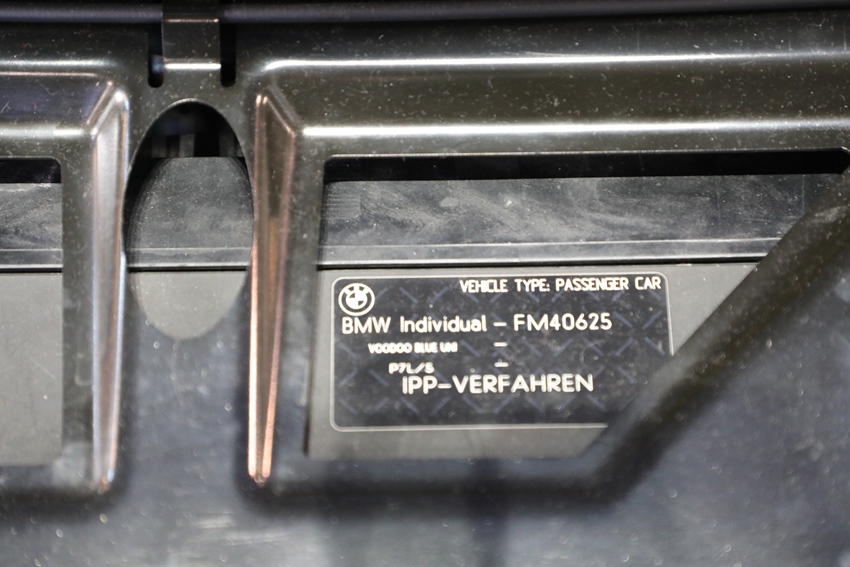 VEHICLE TYPE: PASSENGER CAR
BMW Individual - FM40625
VOODOO BLUE UNI -
P7L/5 -
IPP-VERFAHREN